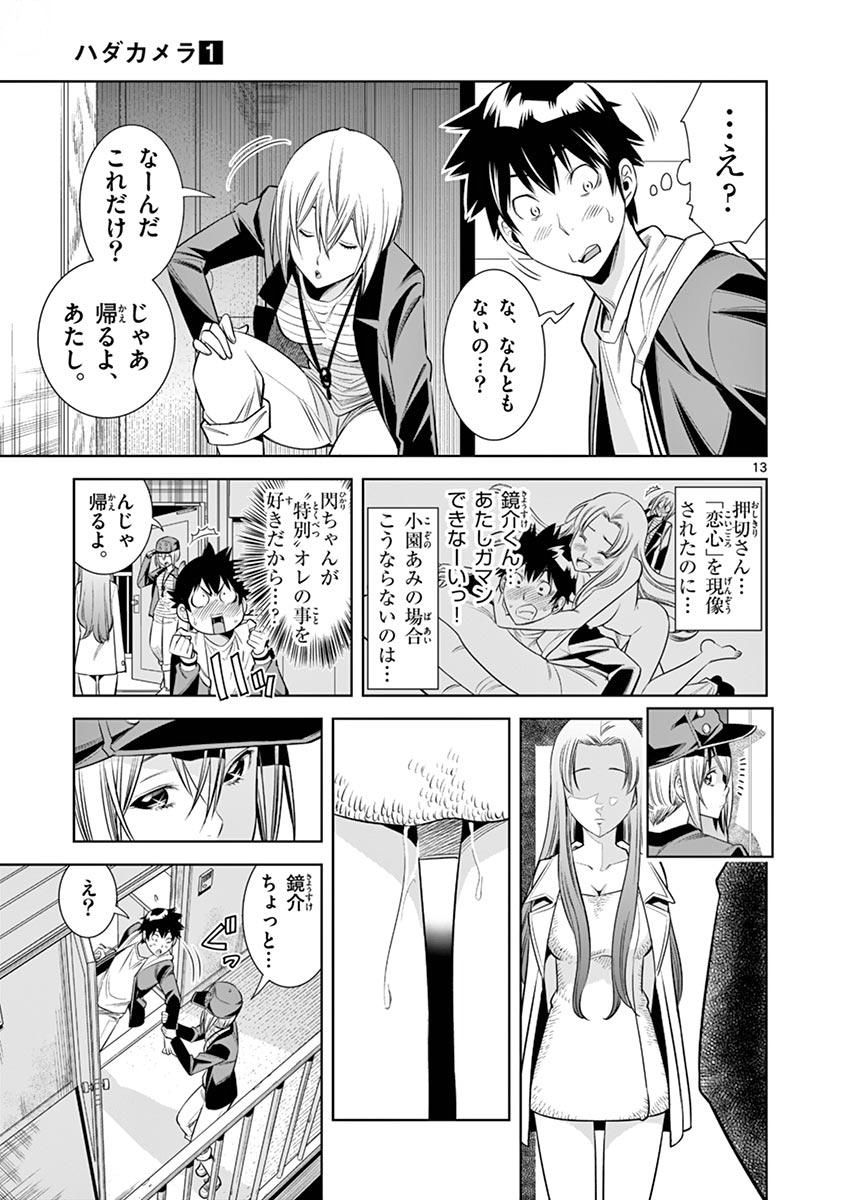 ハダカメラ1
…え?
な、なんとも
ないの…?
なーんだ
これだけ?
じゃあ
帰るよ、
あたし。
13
押切さん…
「恋心」を現像
されたのに…
鏡介くん…
あたしガマン
できなーいっ!
小園あみの場合
こうならないのは…
閃ちゃんが
〝特別〟オレの事を
好きだから……?
んじゃ
帰るよ。
鏡介
ちょっと…
え?